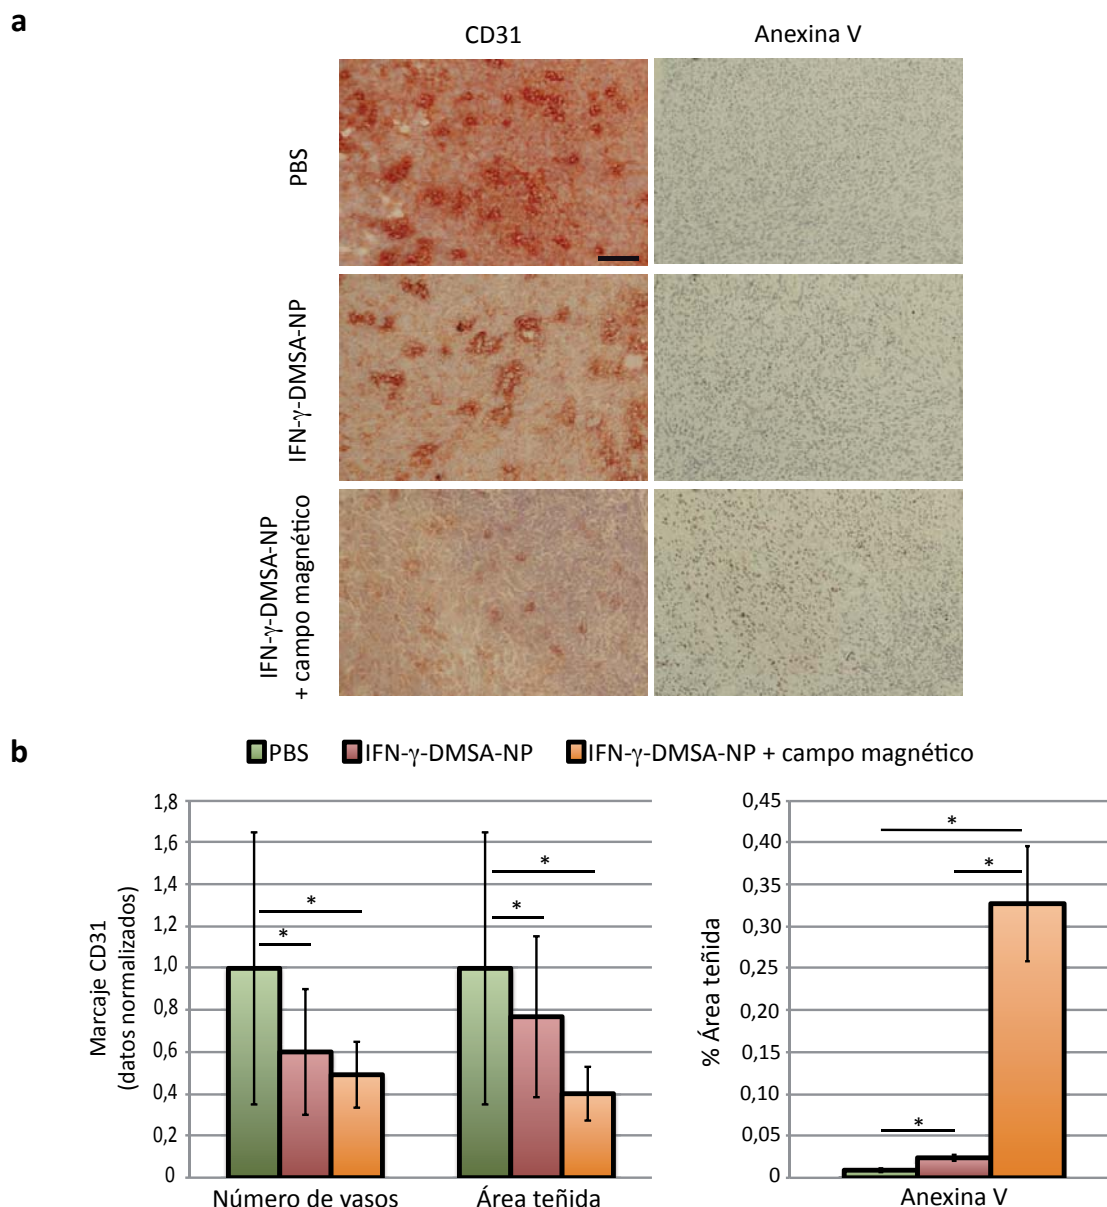 a
CD31
Anexina V
PBS
IFN-γ-DMSA-NP
IFN-γ-DMSA-NP
+ campo magnético
b
PBS
IFN-γ-DMSA-NP
IFN-γ-DMSA-NP + campo magnético
Marcaje CD31
(datos normalizados)
1,8
1,6
1,4
1,2
1,0
0,8
0,6
0,4
0,2
0
*
*
*
*
Número de vasos
Área teñida
% Área teñida
0,45
0,40
0,35
0,30
0,25
0,20
0,15
0,10
0,05
0
*
*
*
Anexina V